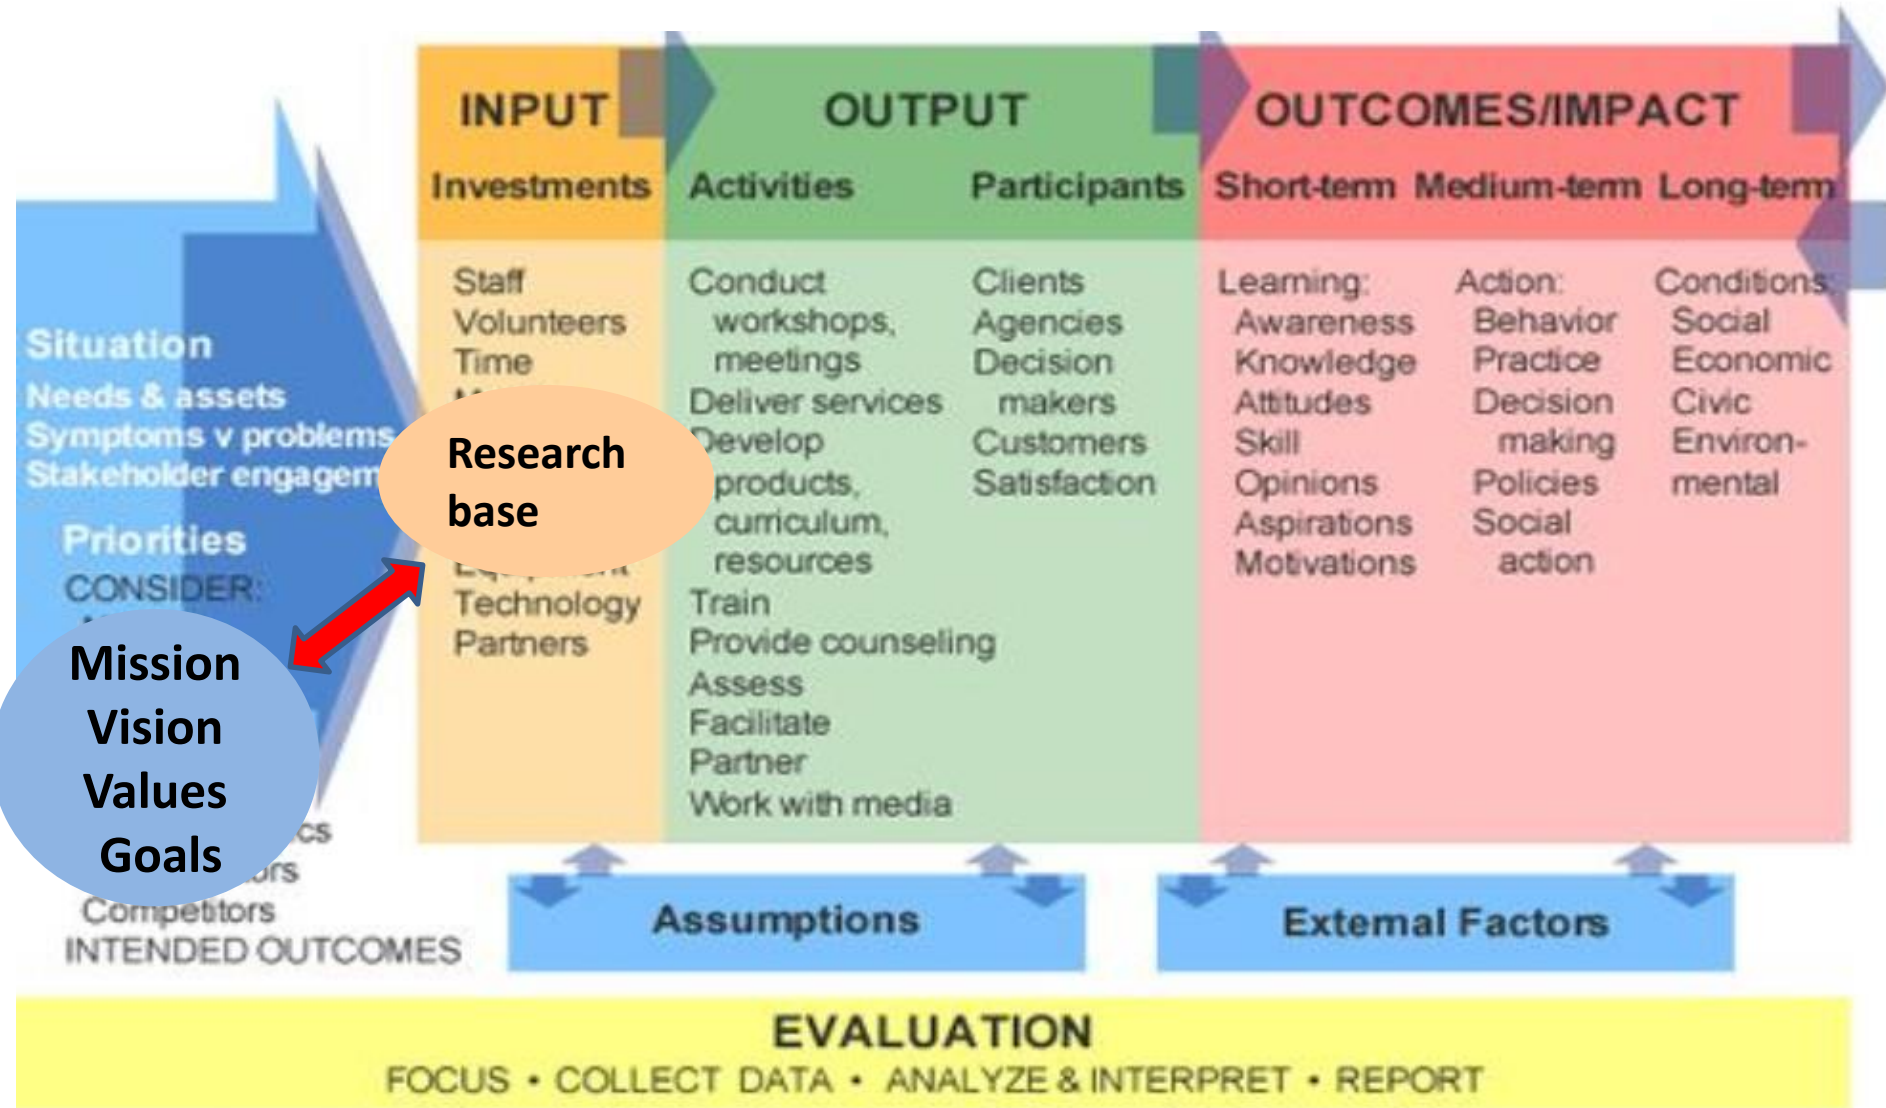 INPUT
Investments
Staff
Volunteers
Time
Research
base
Technology
Partners
OUTPUT
Activities
Conduct
workshops,
meetings
Deliver services
Develop
products,
curriculum,
resources
Train
Provide counseling
Assess
Facilitate
Partner
Work with media
Participants
Clients
Agencies
Decision
makers
Customers
Satisfaction
OUTCOMES/IMPACT
Short-term
Learning:
Awareness
Knowledge
Attitudes
Skill
Opinions
Aspirations
Motivations
Medium-term
Action:
Behavior
Practice
Decision
making
Policies
Social
action
Long-term
Conditions:
Social
Economic
Civic
Environ-
mental
Situation
Needs & assets
Symptoms v problems
Stakeholder engagem
Priorities
CONSIDER:
Mission
Vision
Values
Goals
Competitors
INTENDED OUTCOMES
Assumptions
External Factors
EVALUATION
FOCUS • COLLECT DATA • ANALYZE & INTERPRET • REPORT